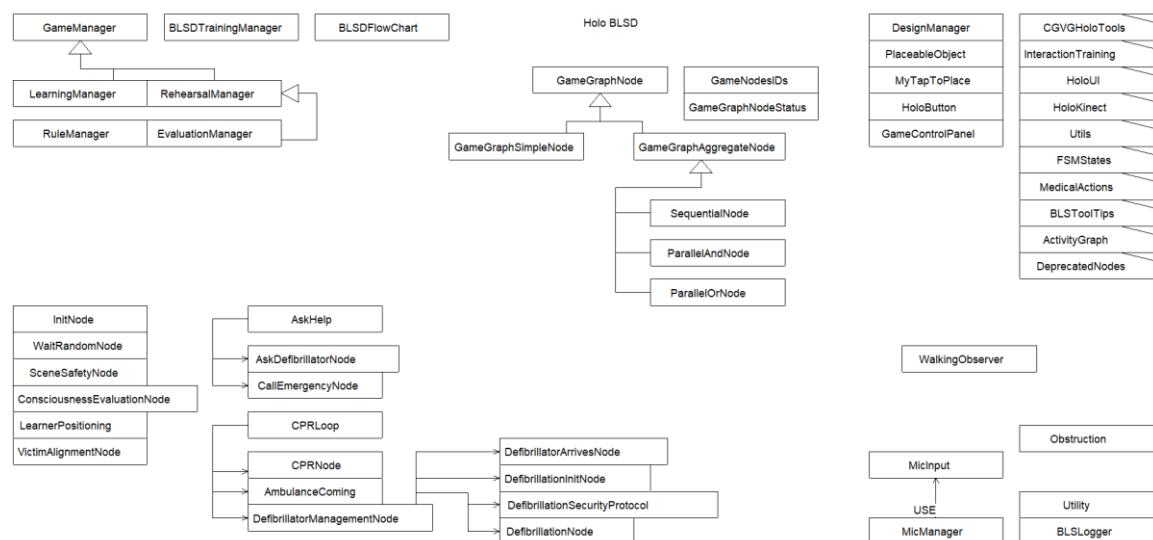 Holo BLSD
GameManager
BLSDTrainingManager
BLSDFlowChart
LearningManager
RehearsalManager
RuleManager
EvaluationManager
GameGraphNode
GameNodesIDs
GameGraphNodeStatus
GameGraphSimpleNode
GameGraphAggregateNode
SequentialNode
ParallelAndNode
ParallelOrNode
DesignManager
PlaceableObject
MyTapToPlace
HoloButton
GameControlPanel
CGVGHoloTools
InteractionTraining
HoloUI
HoloKinect
Utils
FSMStates
MedicalActions
BLSToolTips
ActivityGraph
DeprecatedNodes
InitNode
WaitRandomNode
SceneSafetyNode
ConsciousnessEvaluationNode
LearnerPositioning
VictimAlignmentNode
AskHelp
AskDefibrillatorNode
CallEmergencyNode
CPRLoop
CPRNode
AmbulanceComing
DefibrillatorManagementNode
DefibrillatorArrivesNode
DefibrillationInitNode
DefibrillationSecurityProtocol
DefibrillationNode
WalkingObserver
MicInput
USE
MicManager
Obstruction
Utility
BLSLogger